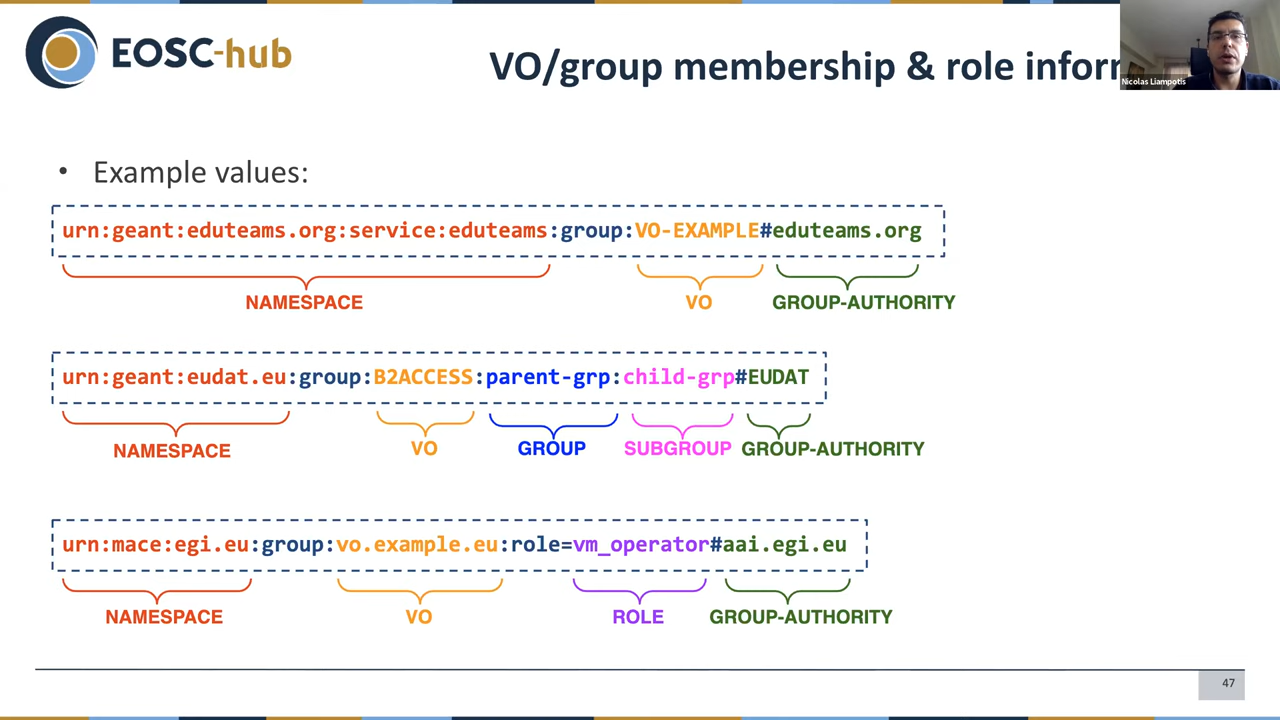 EOSC-hub
VO/group membership & role inforr
Nicolas Liampotis
• Example values:
urn:geant:eduteams.org:service:eduteams:group:VO-EXAMPLE#eduteams.org
NAMESPACE VO GROUP-AUTHORITY
urn:geant:eudat.eu:group:B2ACCESS:parent-grp:child-grp#EUDAT
NAMESPACE VO GROUP SUBGROUP GROUP-AUTHORITY
urn:mace:egi.eu:group:vo.example.eu:role=vm_operator#aai.egi.eu
NAMESPACE VO ROLE GROUP-AUTHORITY
47